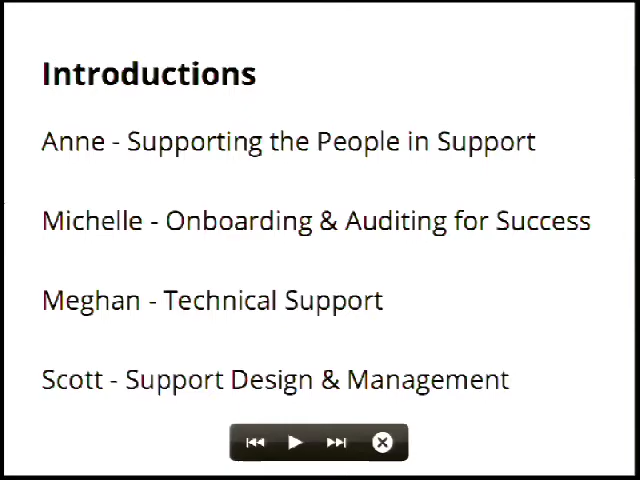 Introductions
Anne - Supporting the People in Support
Michelle - Onboarding & Auditing for Success
Meghan - Technical Support
Scott - Support Design & Management